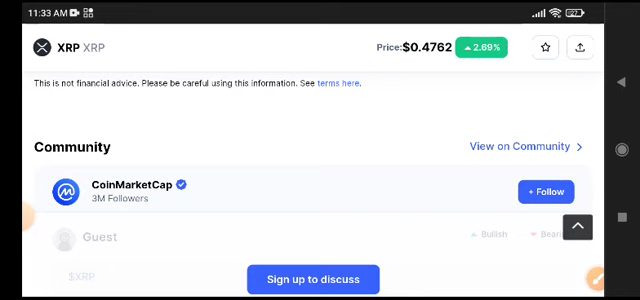 11:33 AM
27
XRP XRP
Price: $0.4762 2.69%
This is not financial advice. Please be careful using this information. See terms here.
Community
View on Community
CoinMarketCap
3M Followers
+ Follow
Guest
Bullish
$XRP
Sign up to discuss